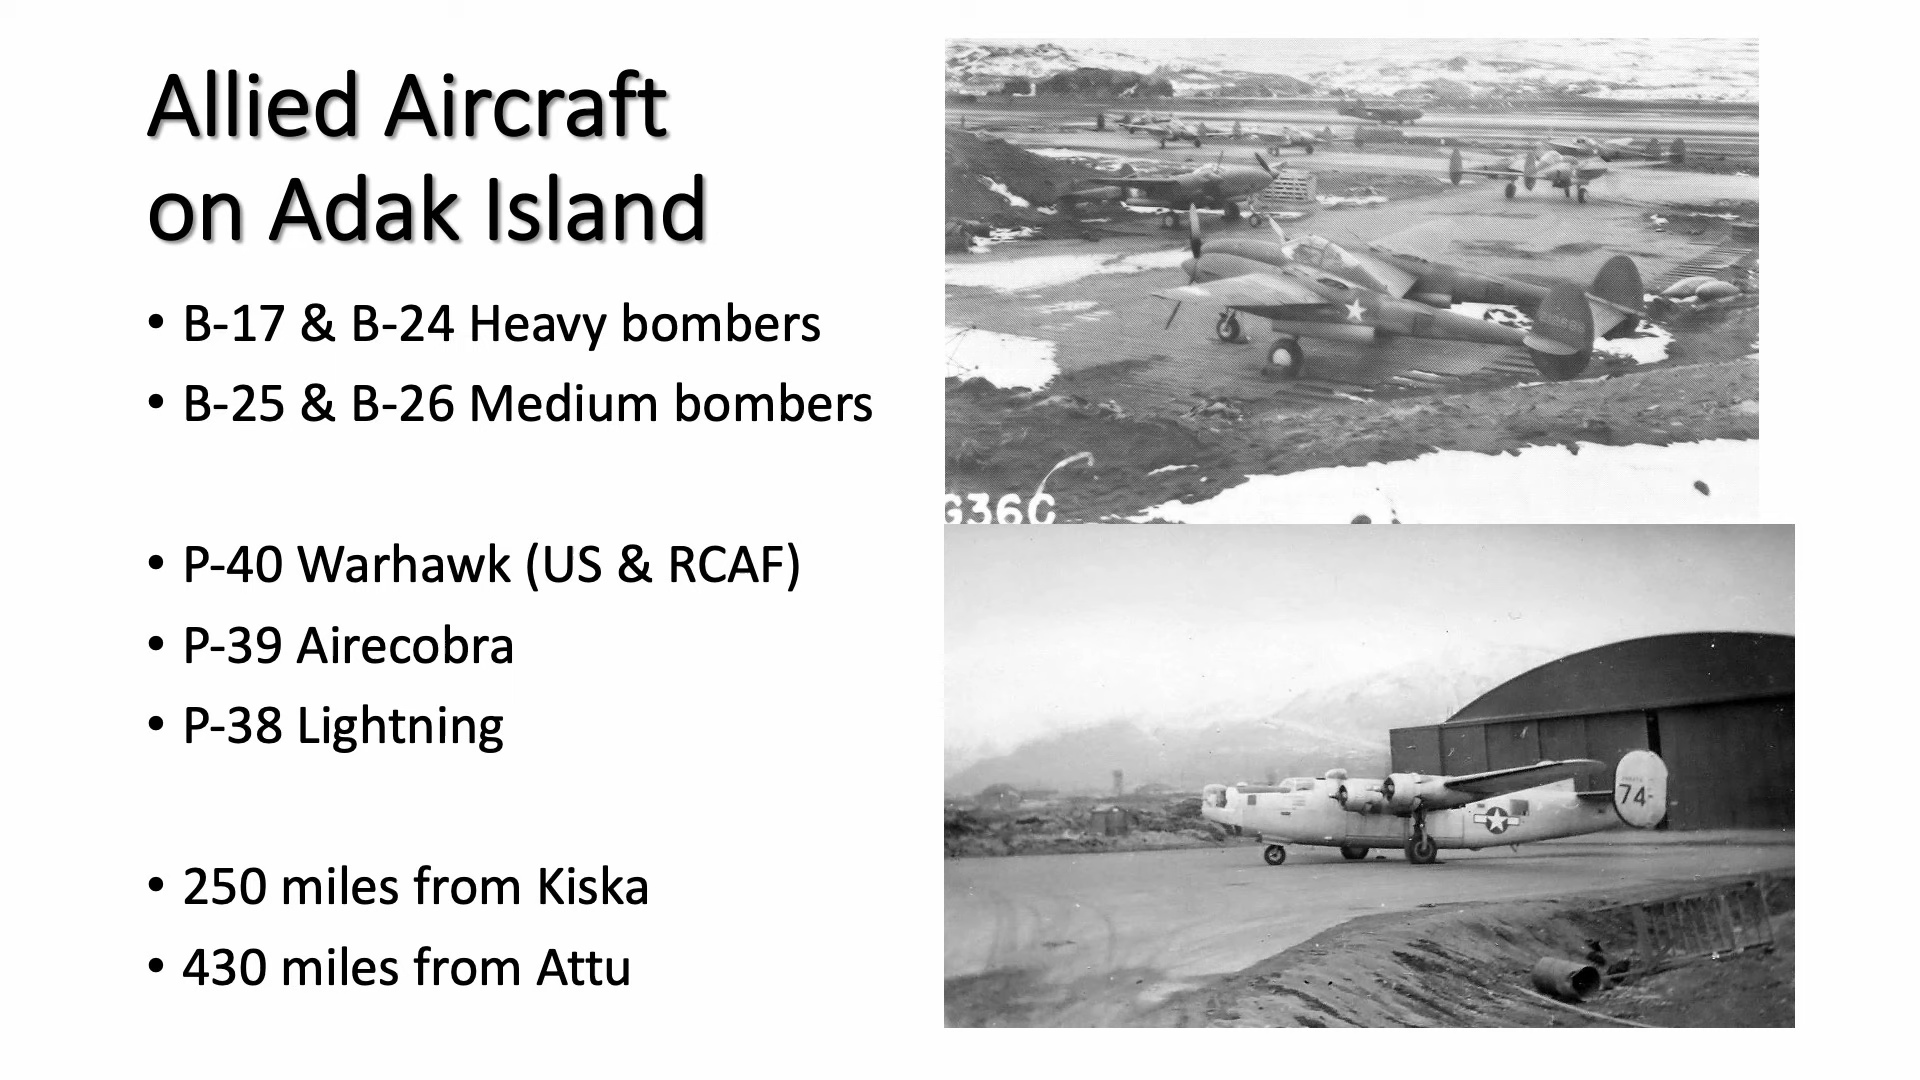 Allied Aircraft
on Adak Island
• B-17 & B-24 Heavy bombers
• B-25 & B-26 Medium bombers
• P-40 Warhawk (US & RCAF)
• P-39 Airecobra
• P-38 Lightning
• 250 miles from Kiska
• 430 miles from Attu
G36C
74